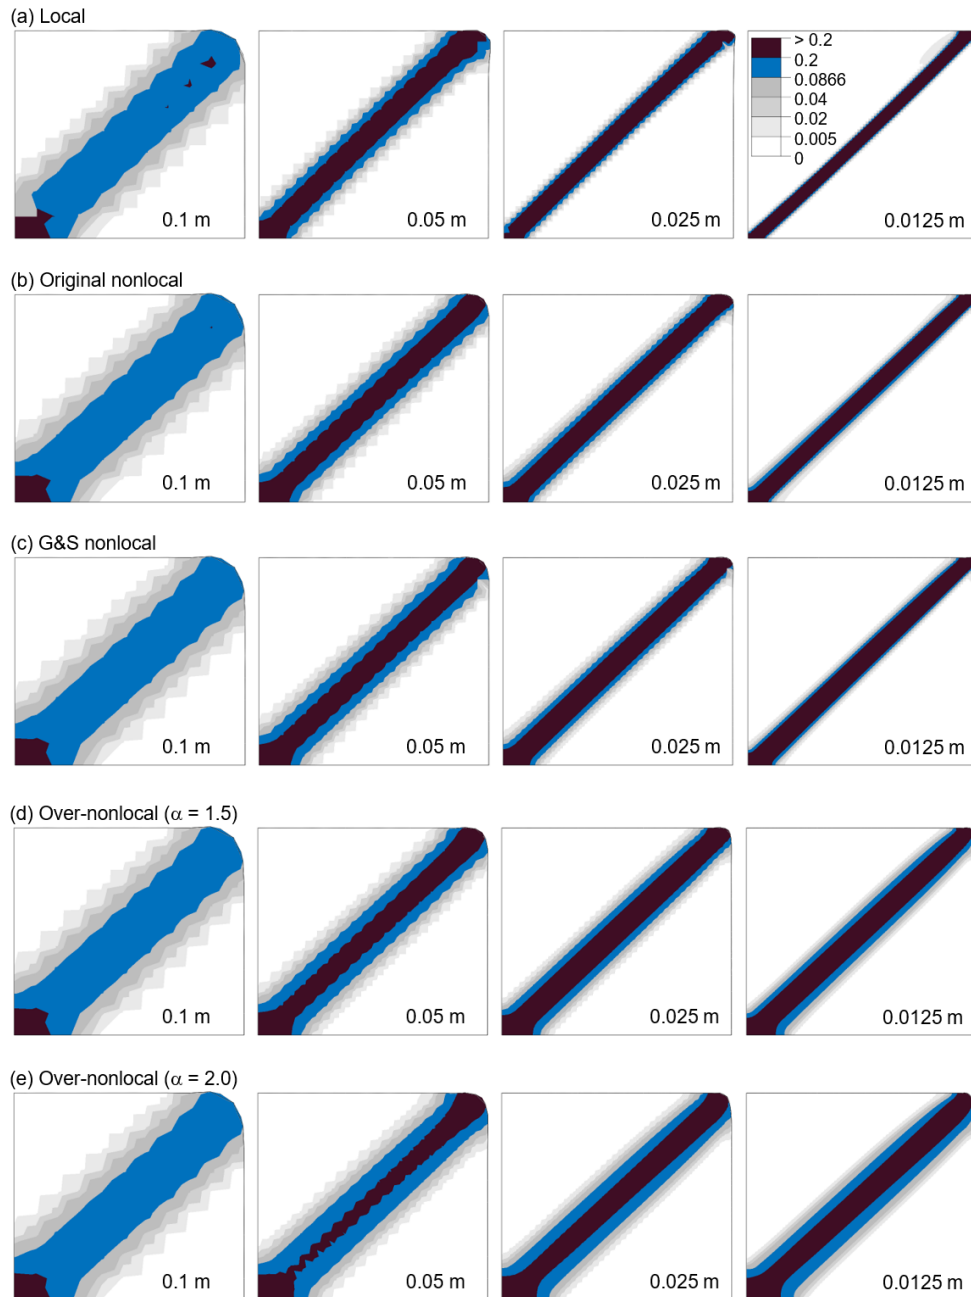 (a) Local
> 0.2
0.2
0.0866
0.04
0.02
0.005
0
0.1 m
0.05 m
0.025 m
0.0125 m
(b) Original nonlocal
0.1 m
0.05 m
0.025 m
0.0125 m
(c) G&S nonlocal
0.1 m
0.05 m
0.025 m
0.0125 m
(d) Over-nonlocal (α = 1.5)
0.1 m
0.05 m
0.025 m
0.0125 m
(e) Over-nonlocal (α = 2.0)
0.1 m
0.05 m
0.025 m
0.0125 m